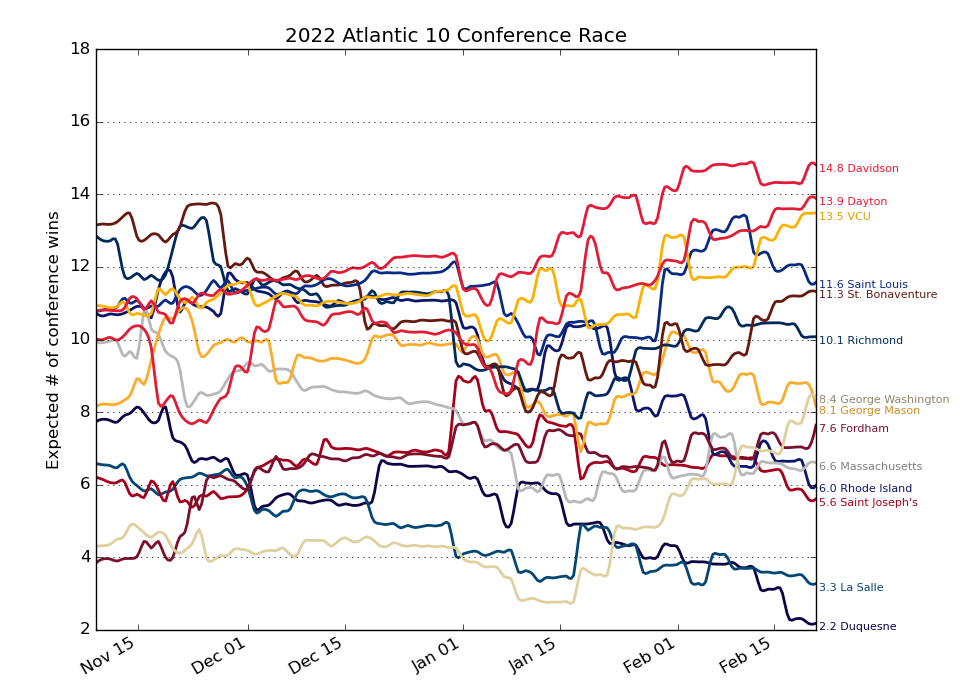 2022 Atlantic 10 Conference Race
Expected # of conference wins
18
16
14
12
10
8
6
4
2
Nov 15
Dec 01
Dec 15
Jan 01
Jan 15
Feb 01
Feb 15
14.8 Davidson
13.9 Dayton
13.5 VCU
11.6 Saint Louis
11.3 St. Bonaventure
10.1 Richmond
8.4 George Washington
8.1 George Mason
7.6 Fordham
6.6 Massachusetts
6.0 Rhode Island
5.6 Saint Joseph's
3.3 La Salle
2.2 Duquesne